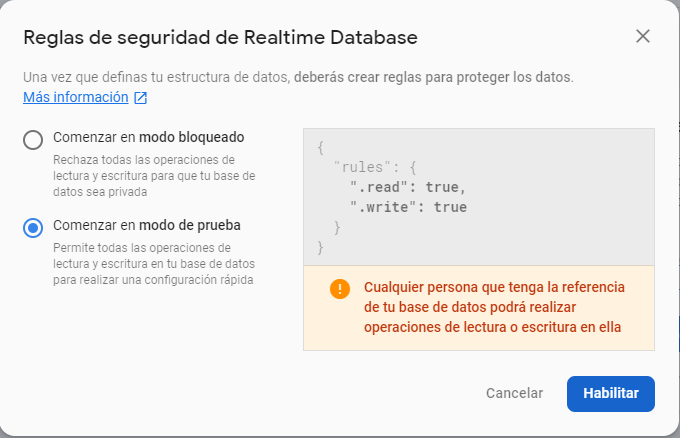 Reglas de seguridad de Realtime Database
Una vez que definas tu estructura de datos, deberás crear reglas para proteger los datos.
Más información
Comenzar en modo bloqueado
Rechaza todas las operaciones de
lectura y escritura para que tu base de
datos sea privada
Comenzar en modo de prueba
Permite todas las operaciones de
lectura y escritura en tu base de datos
para realizar una configuración rápida
{
"rules": {
".read": true,
".write": true
}
}
Cualquier persona que tenga la referencia
de tu base de datos podrá realizar
operaciones de lectura o escritura en ella
Cancelar
Habilitar